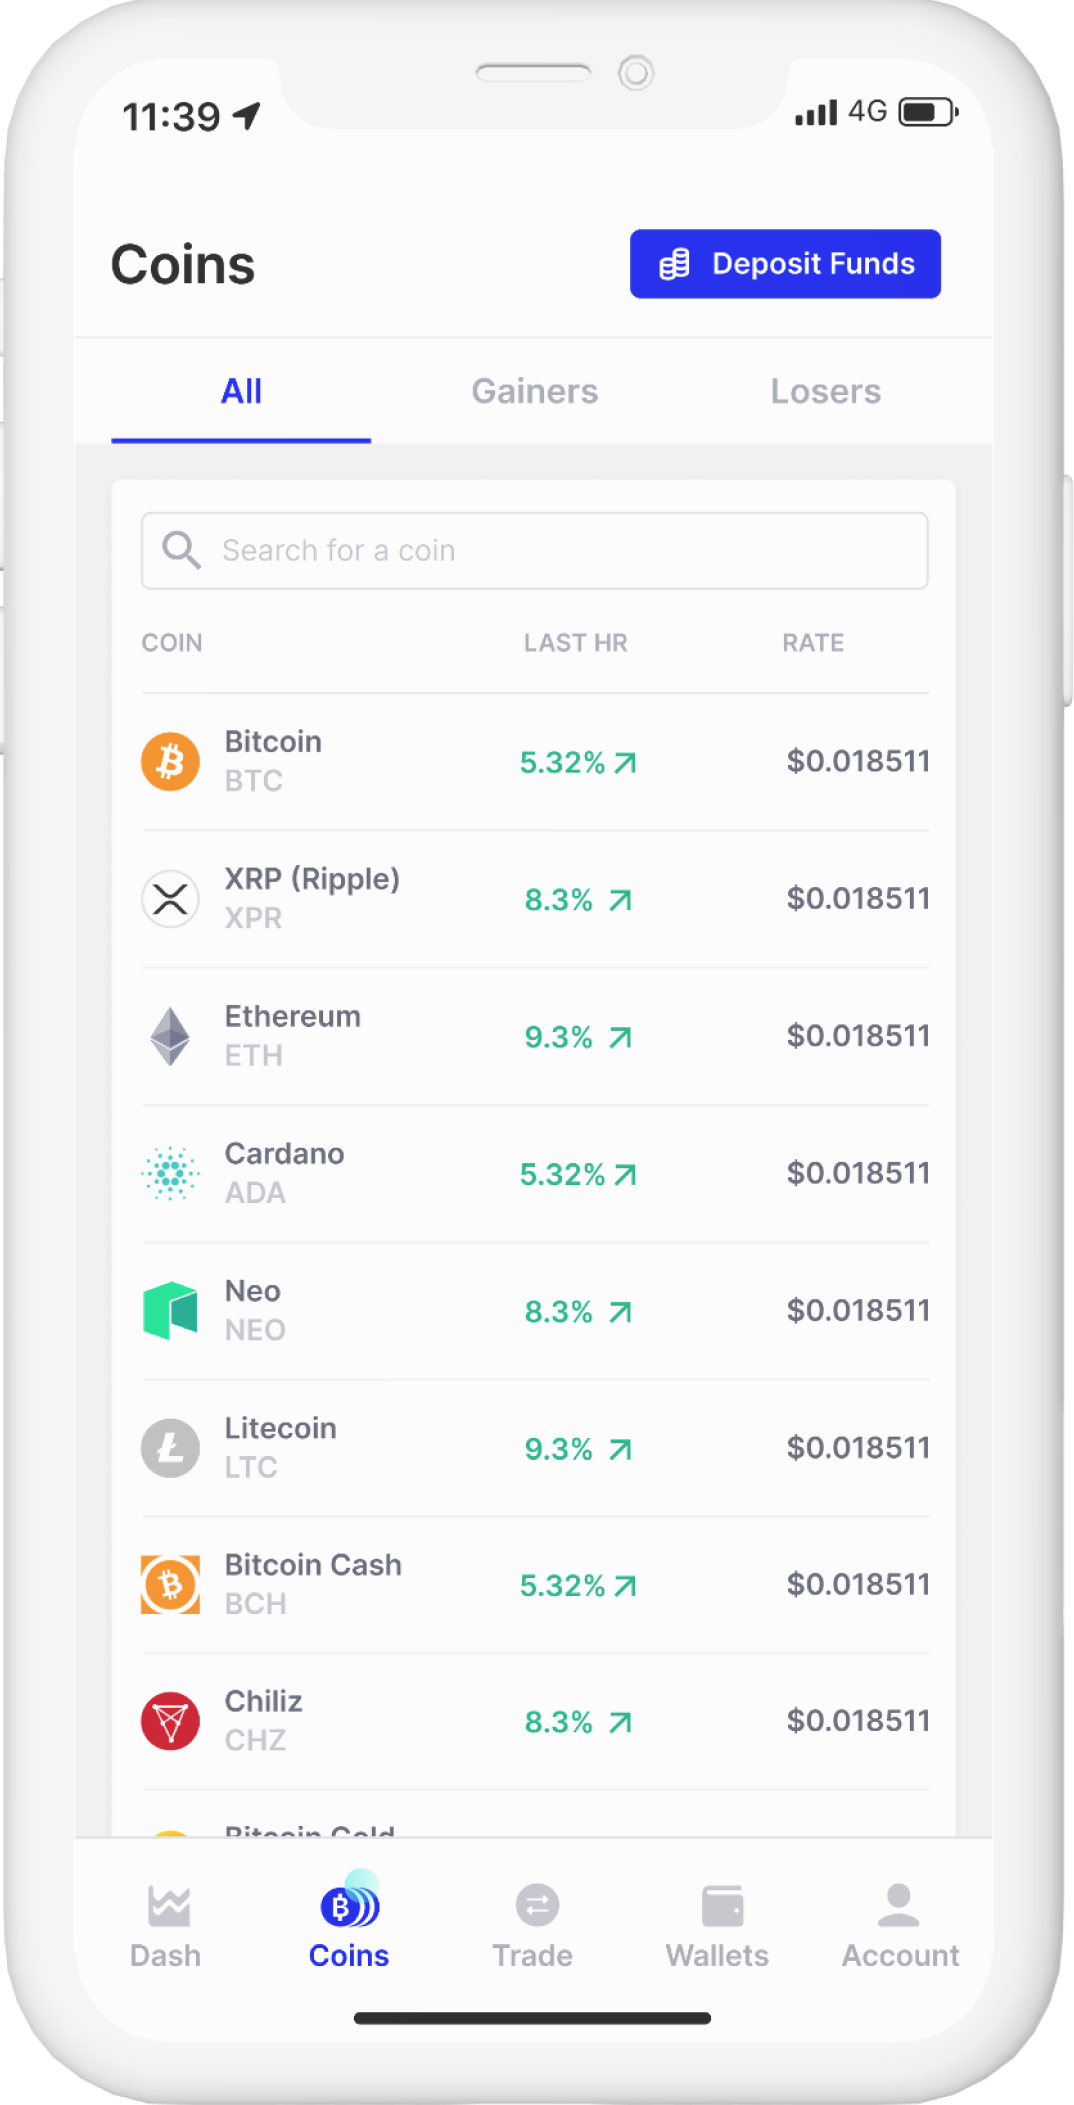 11:39
4G
Coins
Deposit Funds
All Gainers Losers
Search for a coin
COIN LAST HR RATE
Bitcoin
BTC
5.32% $0.018511
XRP (Ripple)
XPR
8.3% $0.018511
Ethereum
ETH
9.3% $0.018511
Cardano
ADA
5.32% $0.018511
Neo
NEO
8.3% $0.018511
Litecoin
LTC
9.3% $0.018511
Bitcoin Cash
BCH
5.32% $0.018511
Chiliz
CHZ
8.3% $0.018511
Bitcoin Gold
Dash Coins Trade Wallets Account